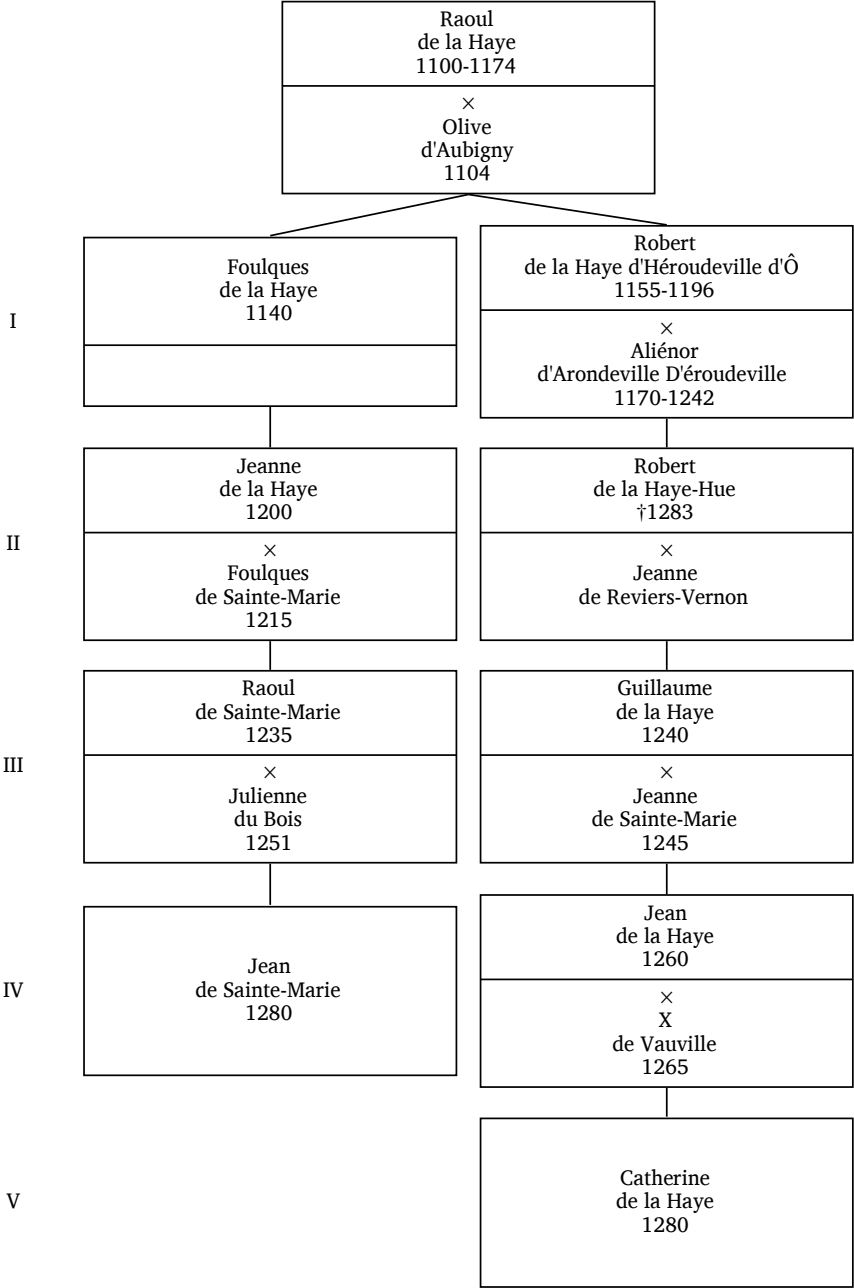 Raoul
de la Haye
1100-1174
×
Olive
d'Aubigny
1104
I
Foulques
de la Haye
1140
Robert
de la Haye d'Héroudeville d'Ô
1155-1196
×
Aliénor
d'Arondeville D'éroudeville
1170-1242
II
Jeanne
de la Haye
1200
×
Foulques
de Sainte-Marie
1215
Robert
de la Haye-Hue
†1283
×
Jeanne
de Reviers-Vernon
III
Raoul
de Sainte-Marie
1235
×
Julienne
du Bois
1251
Guillaume
de la Haye
1240
×
Jeanne
de Sainte-Marie
1245
IV
Jean
de Sainte-Marie
1280
Jean
de la Haye
1260
×
X
de Vauville
1265
V
Catherine
de la Haye
1280